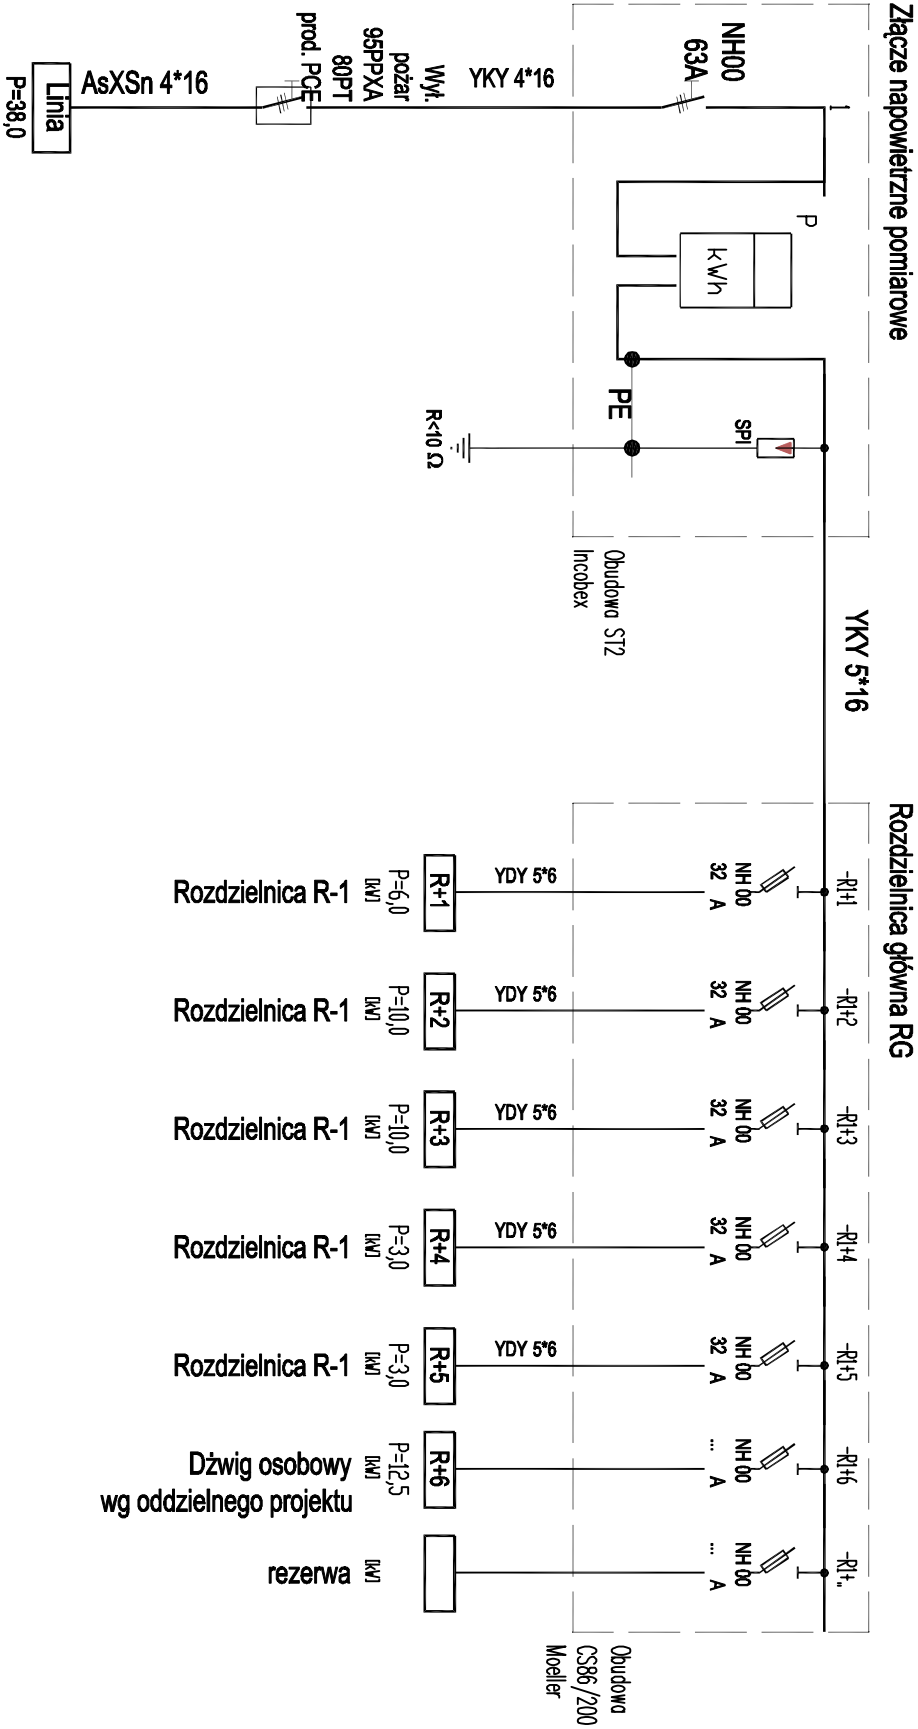 Złącze napowietrzne pomiarowe
NH00
63A
1
YKY 4*16
Wył.
pożar
95PPXA
80PT
prod. PCE
AsXSn 4*16
Linia
P=38,0
P
kWh
PE
SPI
R<10 Ω
Obudowa ST2
Incobex
YKY 5*16
Rozdzielnica główna RG
-R1+1
NH 00
32 A
YDY 5*6
R+1
P=6,0
[kW]
Rozdzielnica R-1
-R1+2
NH 00
32 A
YDY 5*6
R+2
P=10,0
[kW]
Rozdzielnica R-1
-R1+3
NH 00
32 A
YDY 5*6
R+3
P=10,0
[kW]
Rozdzielnica R-1
-R1+4
NH 00
32 A
YDY 5*6
R+4
P=3,0
[kW]
Rozdzielnica R-1
-R1+5
NH 00
32 A
YDY 5*6
R+5
P=3,0
[kW]
Rozdzielnica R-1
-R1+6
NH 00
... A
R+6
P=12,5
[kW]
Dźwig osobowy
wg oddzielnego projektu
-R1+..
NH 00
... A
[kW]
rezerwa
Obudowa
CS86/200
Moeller